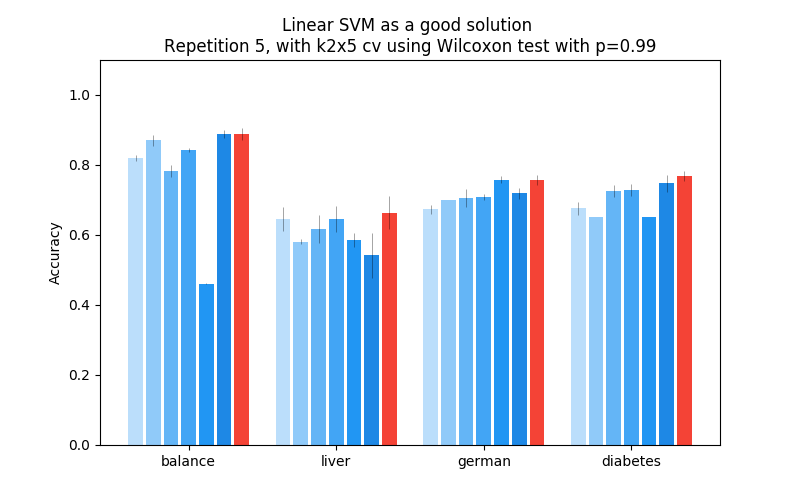 Linear SVM as a good solution
Repetition 5, with k2x5 cv using Wilcoxon test with p=0.99
1.0
0.8
0.6
0.4
0.2
0.0
Accuracy
balance liver german diabetes